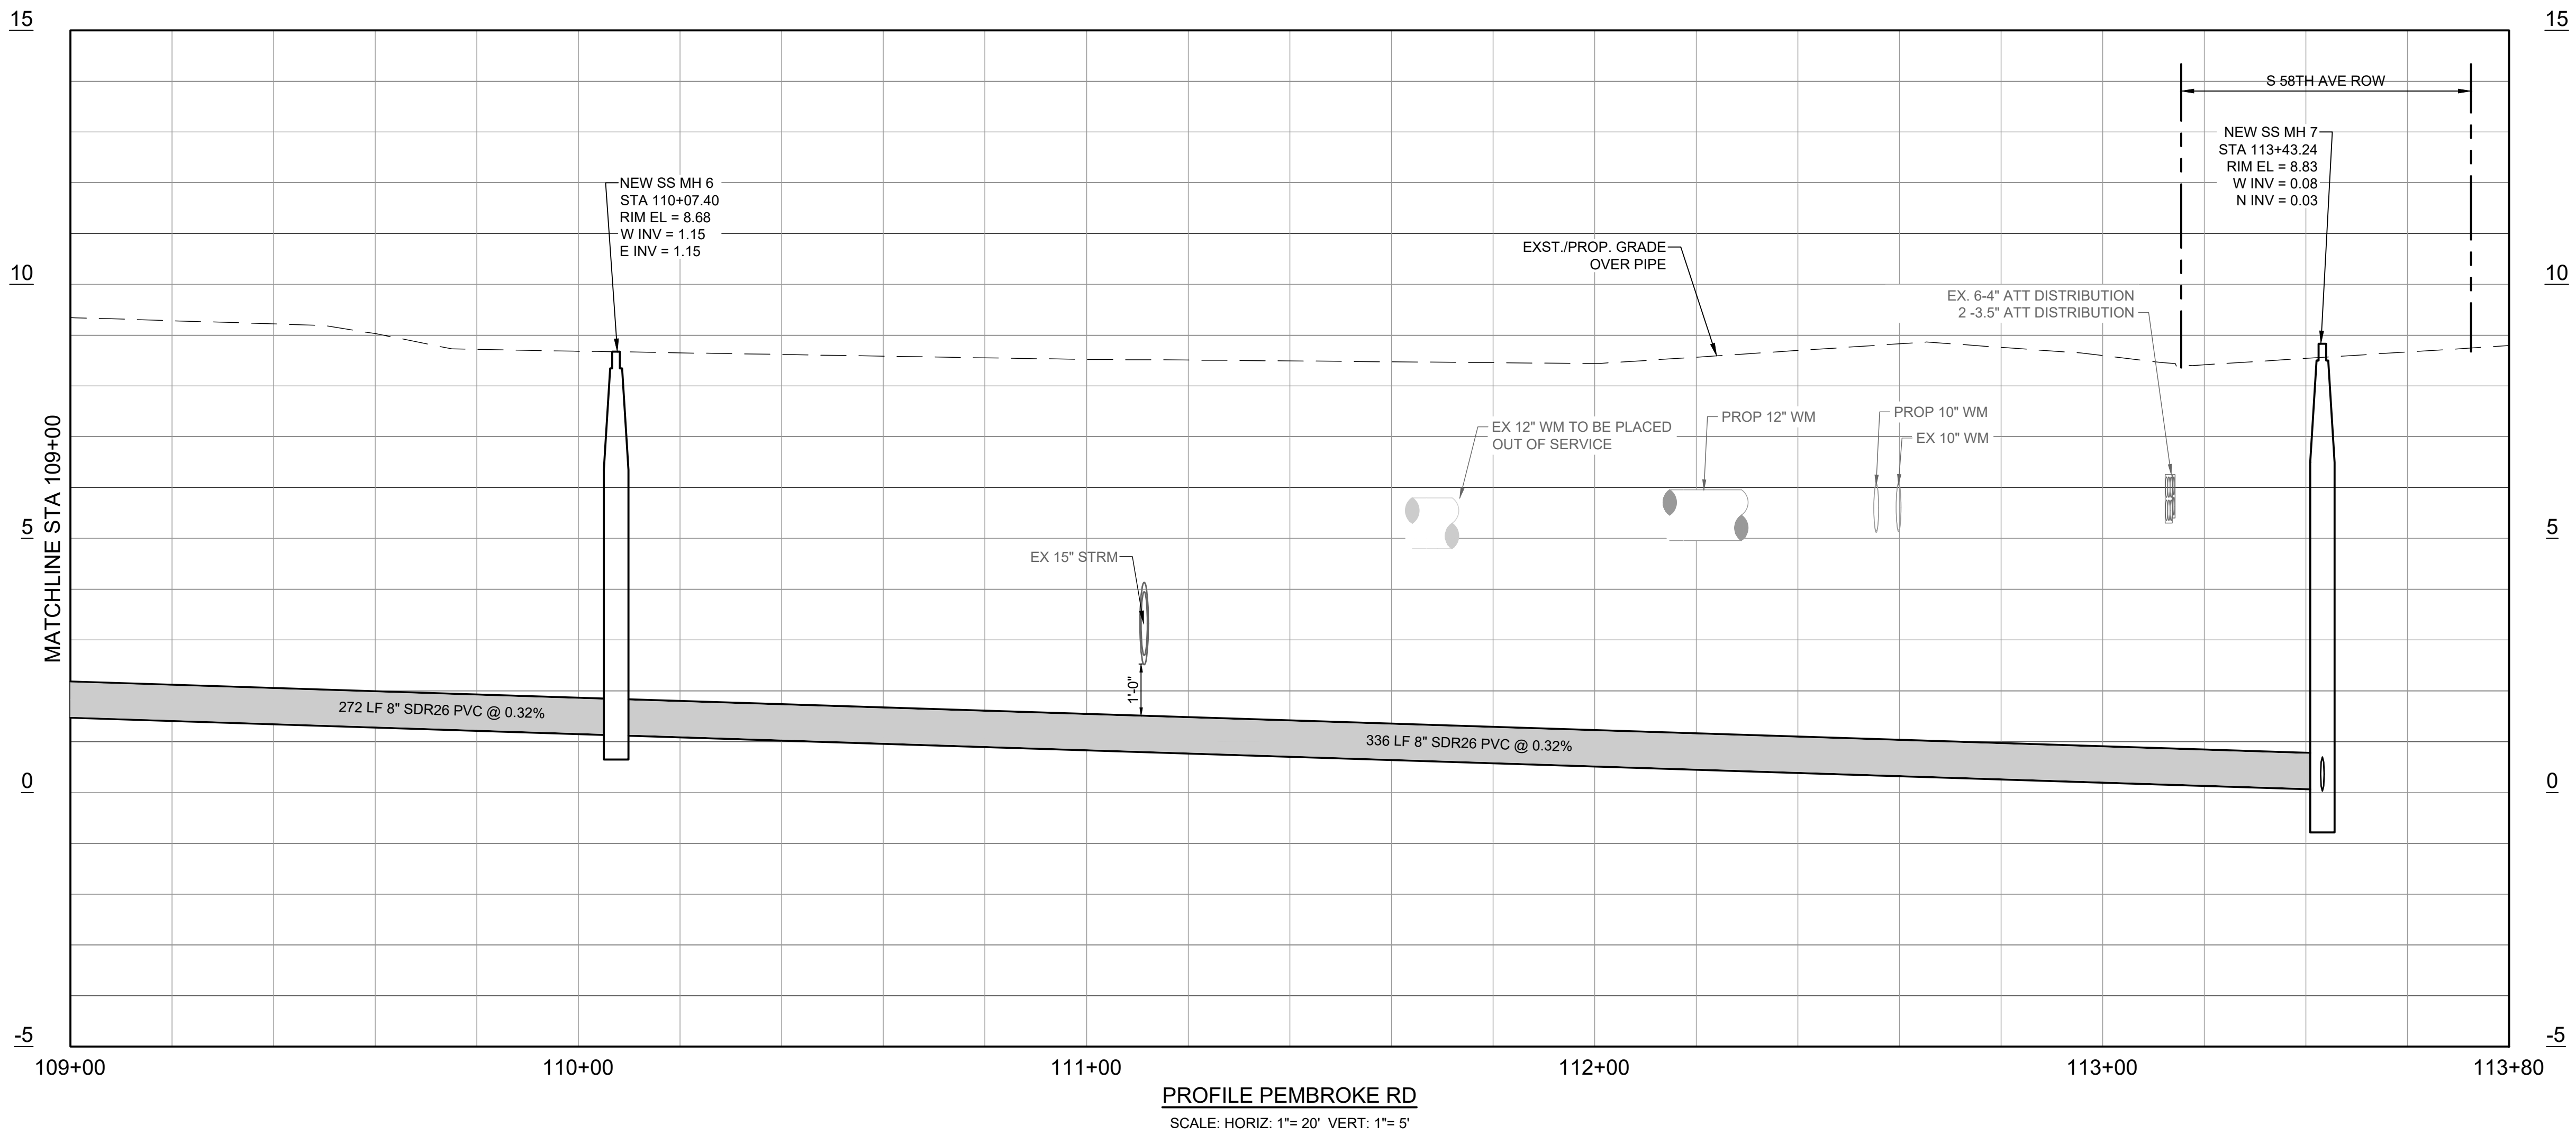 15
15
S 58TH AVE ROW
NEW SS MH 7
STA 113+43.24
RIM EL = 8.83
W INV = 0.08
N INV = 0.03
NEW SS MH 6
STA 110+07.40
RIM EL = 8.68
W INV = 1.15
E INV = 1.15
EXST./PROP. GRADE
OVER PIPE
10
10
EX. 6-4" ATT DISTRIBUTION
2 -3.5" ATT DISTRIBUTION
EX 12" WM TO BE PLACED
OUT OF SERVICE
PROP 12" WM
PROP 10" WM
EX 10" WM
MATCHLINE STA 109+00
5
5
EX 15" STRM
1'-0"
272 LF 8" SDR26 PVC @ 0.32%
336 LF 8" SDR26 PVC @ 0.32%
0
0
-5
-5
109+00
110+00
111+00
112+00
113+00
113+80
PROFILE PEMBROKE RD
SCALE: HORIZ: 1"= 20' VERT: 1"= 5'